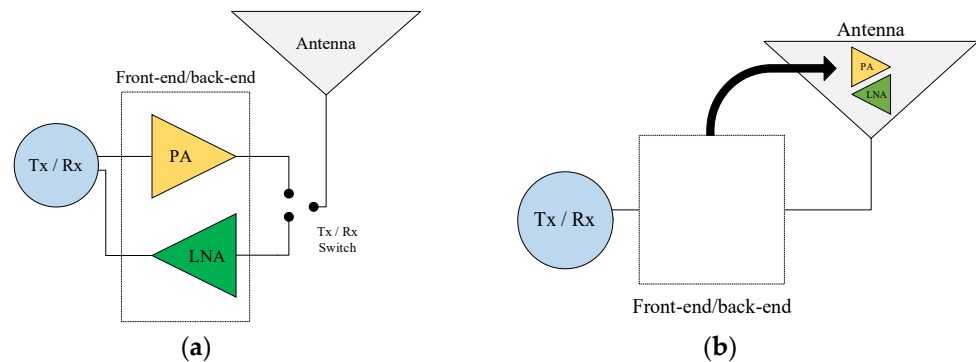 Antenna
Front-end/back-end
PA
Tx / Rx
LNA
Tx / Rx
Switch
(a)
Antenna
PA
LNA
Tx / Rx
Front-end/back-end
(b)